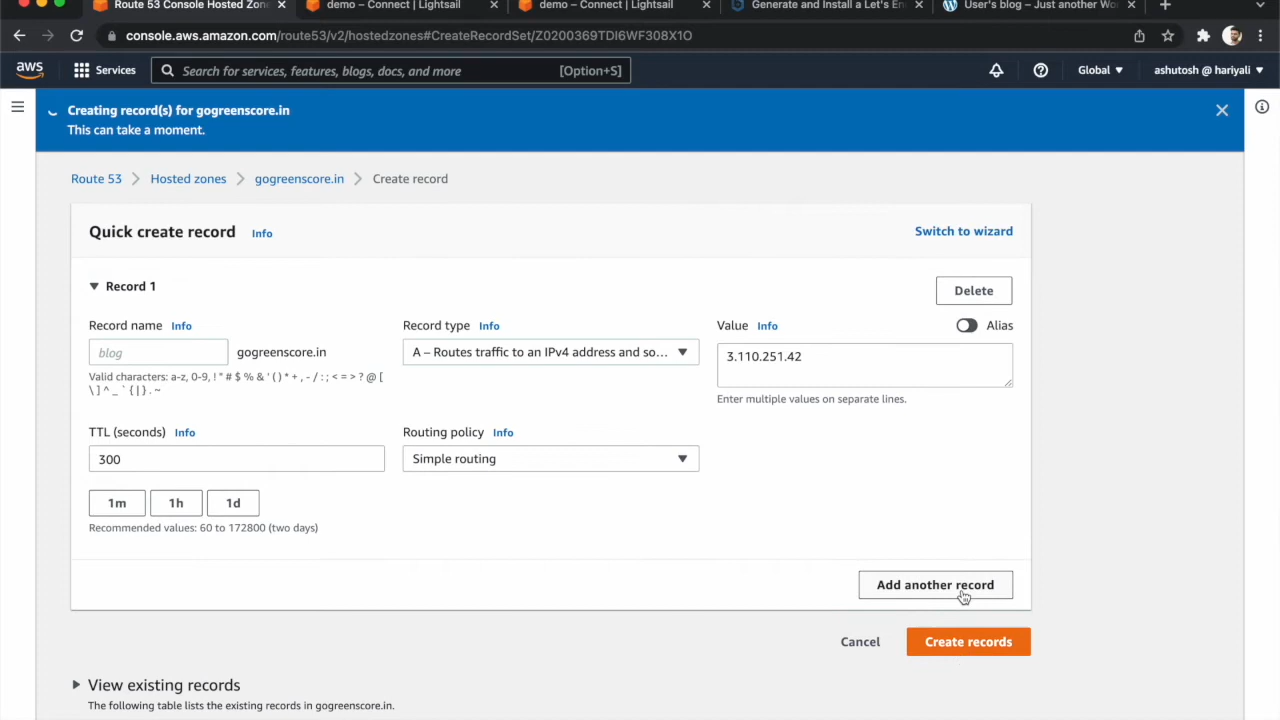 Route 53 Console Hosted Zon
demo – Connect | Lightsail
demo – Connect | Lightsail
Generate and Install a Let's En
User's blog – Just another Wo
console.aws.amazon.com/route53/v2/hostedzones#CreateRecordSet/Z0200369TDI6WF308X1O
aws
Services
Search for services, features, blogs, docs, and more
[Option+S]
Global
ashutosh @ hariyali
Creating record(s) for gogreenscore.in
This can take a moment.
Route 53
Hosted zones
gogreenscore.in
Create record
Quick create record
Info
Switch to wizard
Record 1
Delete
Record name Info
Record type Info
Value Info
Alias
blog
gogreenscore.in
A – Routes traffic to an IPv4 address and so...
3.110.251.42
Valid characters: a-z, 0-9, ! " # $ % & ' ( ) * + , - / : ; < = > ? @ [
\ ] ^ _ ` { | } . ~
Enter multiple values on separate lines.
TTL (seconds) Info
Routing policy Info
300
Simple routing
1m
1h
1d
Recommended values: 60 to 172800 (two days)
Add another record
Cancel
Create records
View existing records
The following table lists the existing records in gogreenscore.in.